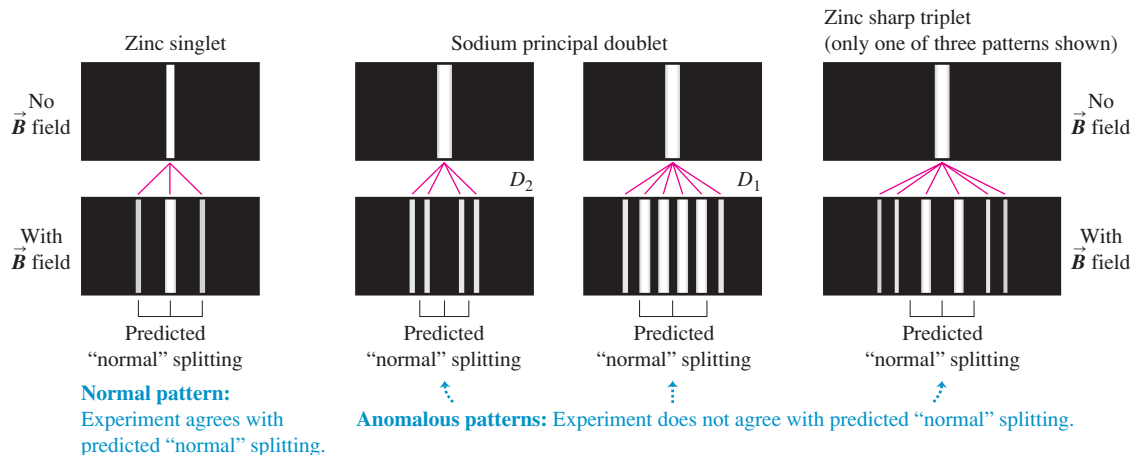 Zinc singlet
Sodium principal doublet
Zinc sharp triplet
(only one of three patterns shown)
No
B field
No
B field
D2
D1
With
B field
With
B field
Predicted
“normal” splitting
Predicted
“normal” splitting
Predicted
“normal” splitting
Predicted
“normal” splitting
Normal pattern:
Experiment agrees with
predicted “normal” splitting.
Anomalous patterns: Experiment does not agree with predicted “normal” splitting.